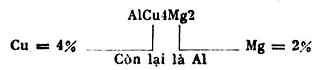 AlCu4Mg2
Cu = 4% Mg = 2%
Còn lại là Al